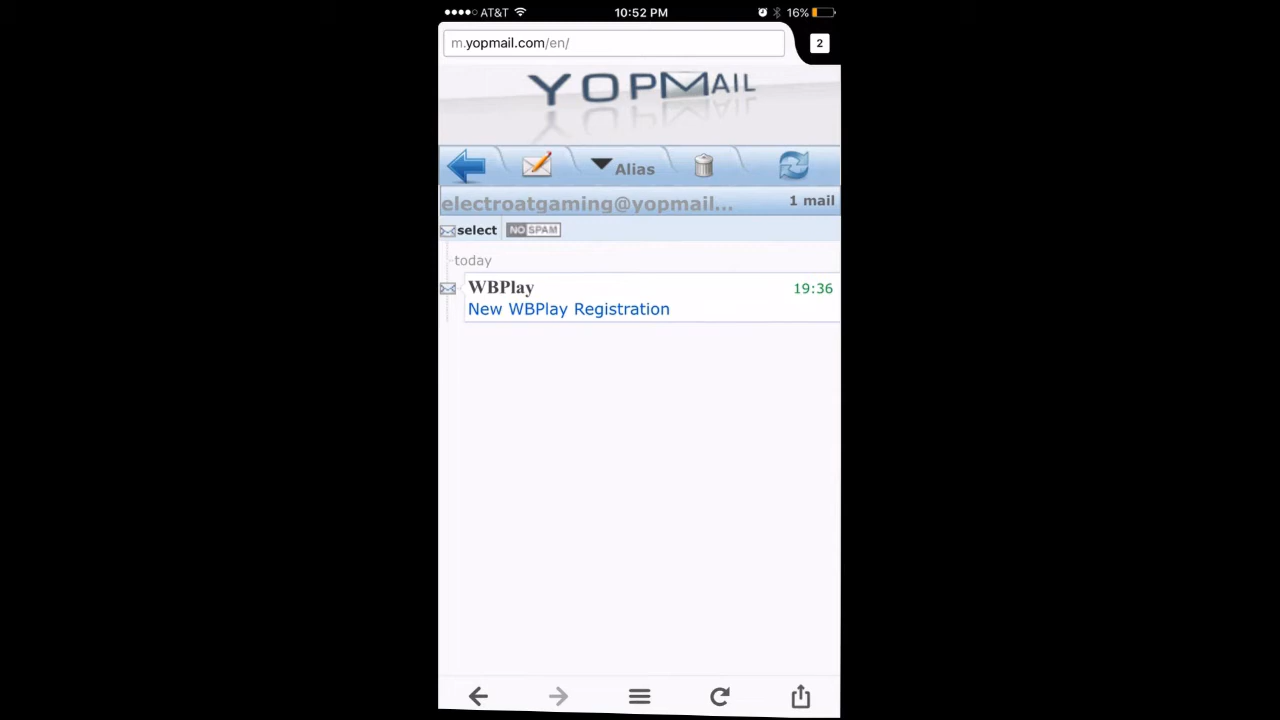 AT&T 10:52 PM 16%
m.yopmail.com/en/ 2
YOPMAIL
Alias
electroatgaming@yopmail... 1 mail
select NO SPAM
today
WBPlay 19:36
New WBPlay Registration